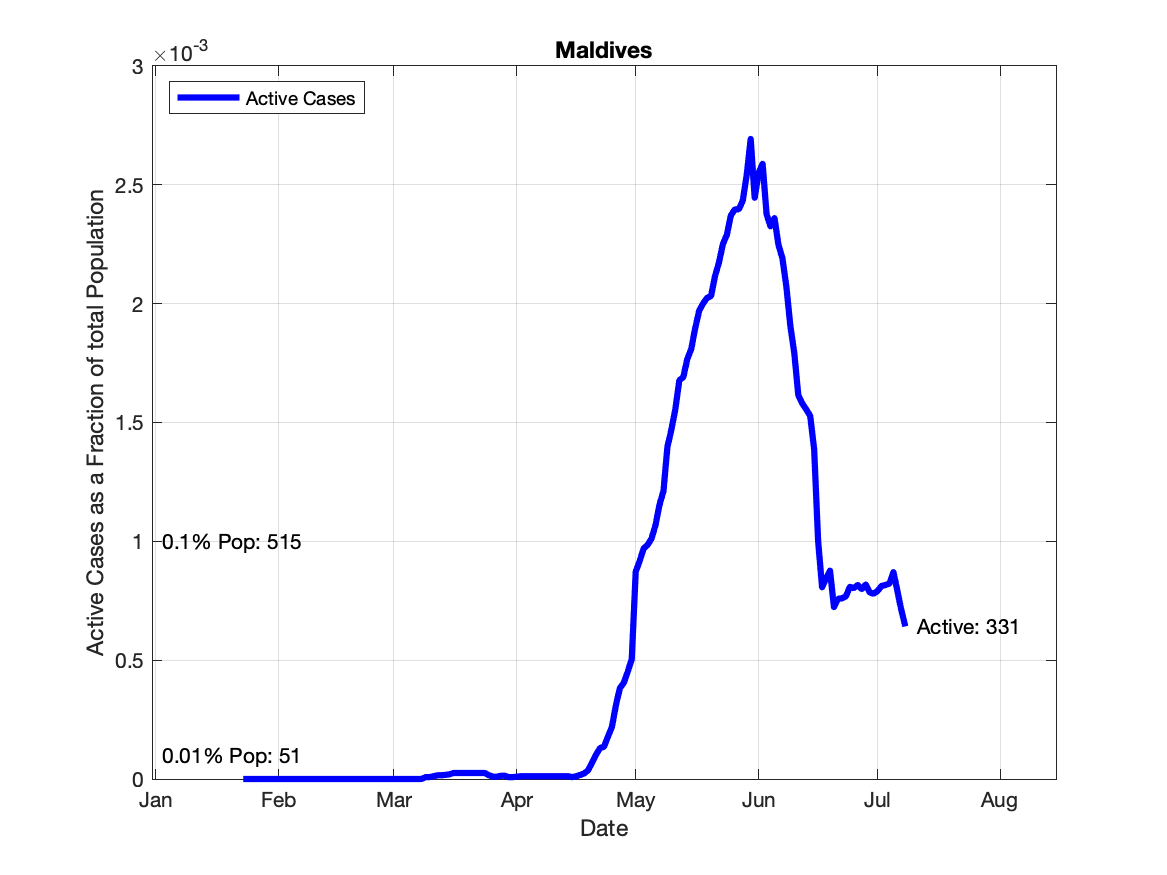 Maldives
×10-3
Active Cases
3
2.5
2
1.5
1
0.5
0
0.1% Pop: 515
0.01% Pop: 51
Active: 331
Jan Feb Mar Apr May Jun Jul Aug
Date
Active Cases as a Fraction of total Population